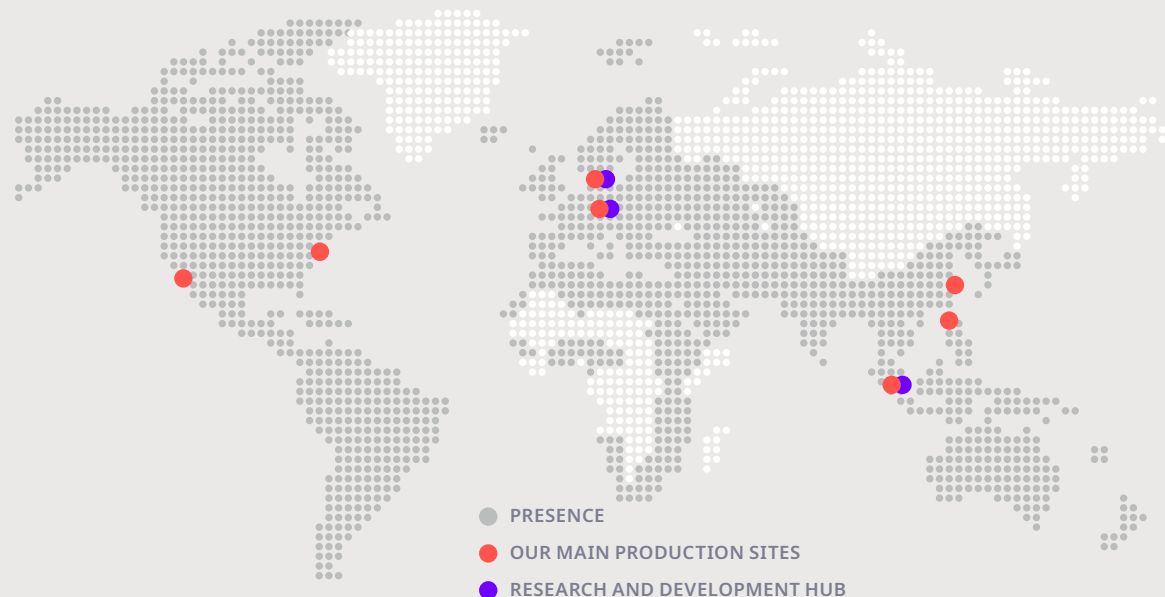 PRESENCE
OUR MAIN PRODUCTION SITES
RESEARCH AND DEVELOPMENT HUB